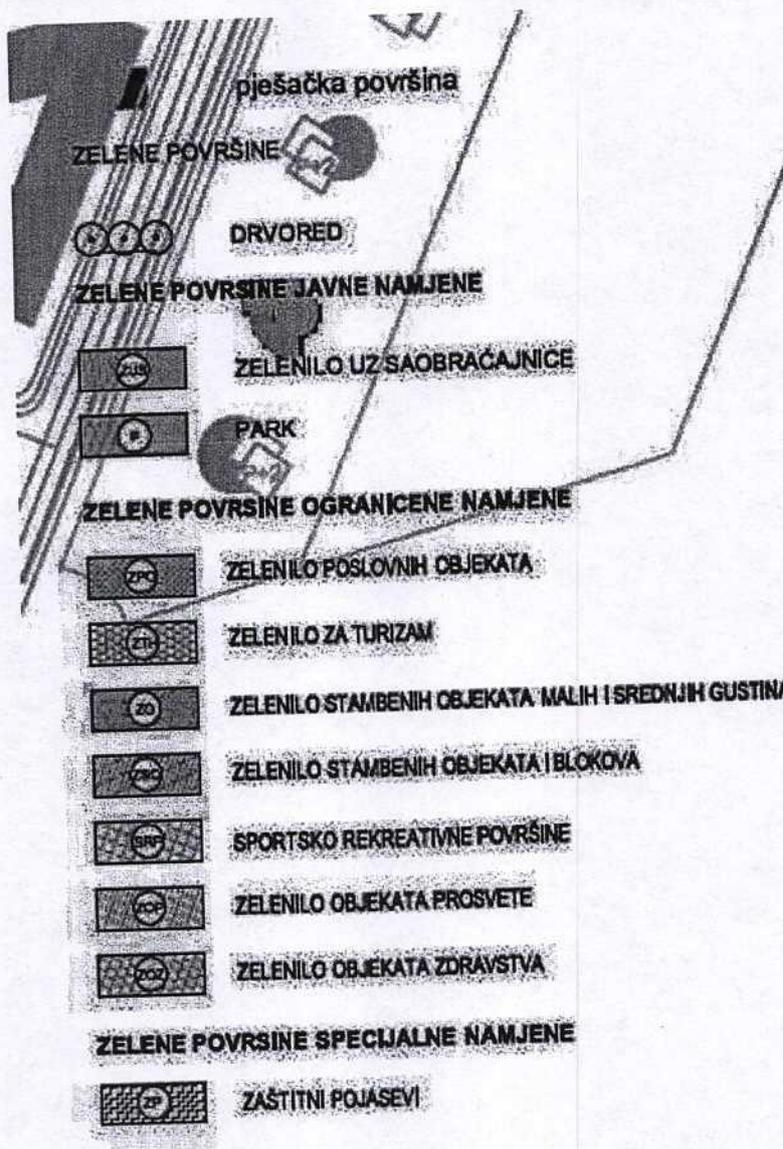 pješačka površina
ZELENE POVRŠINE
DRVORED
ZELENE POVRSINE JAVNE NAMJENE
ZUS ZELENILO UZ SAOBRAĆAJNICE
P PARK
ZELENE POVRSINE OGRANICENE NAMJENE
ZPO ZELENILO POSLOVNIH OBJEKATA
ZTH ZELENILO ZA TURIZAM
ZO ZELENILO STAMBENIH OBJEKATA MALIH I SREDNJIH GUSTINA
ZSO ZELENILO STAMBENIH OBJEKATA I BLOKOVA
SRP SPORTSKO REKREATIVNE POVRŠINE
ZOP ZELENILO OBJEKATA PROSVETE
ZOZ ZELENILO OBJEKATA ZDRAVSTVA
ZELENE POVRSINE SPECIJALNE NAMJENE
ZP ZAŠTITNI POJASEVI